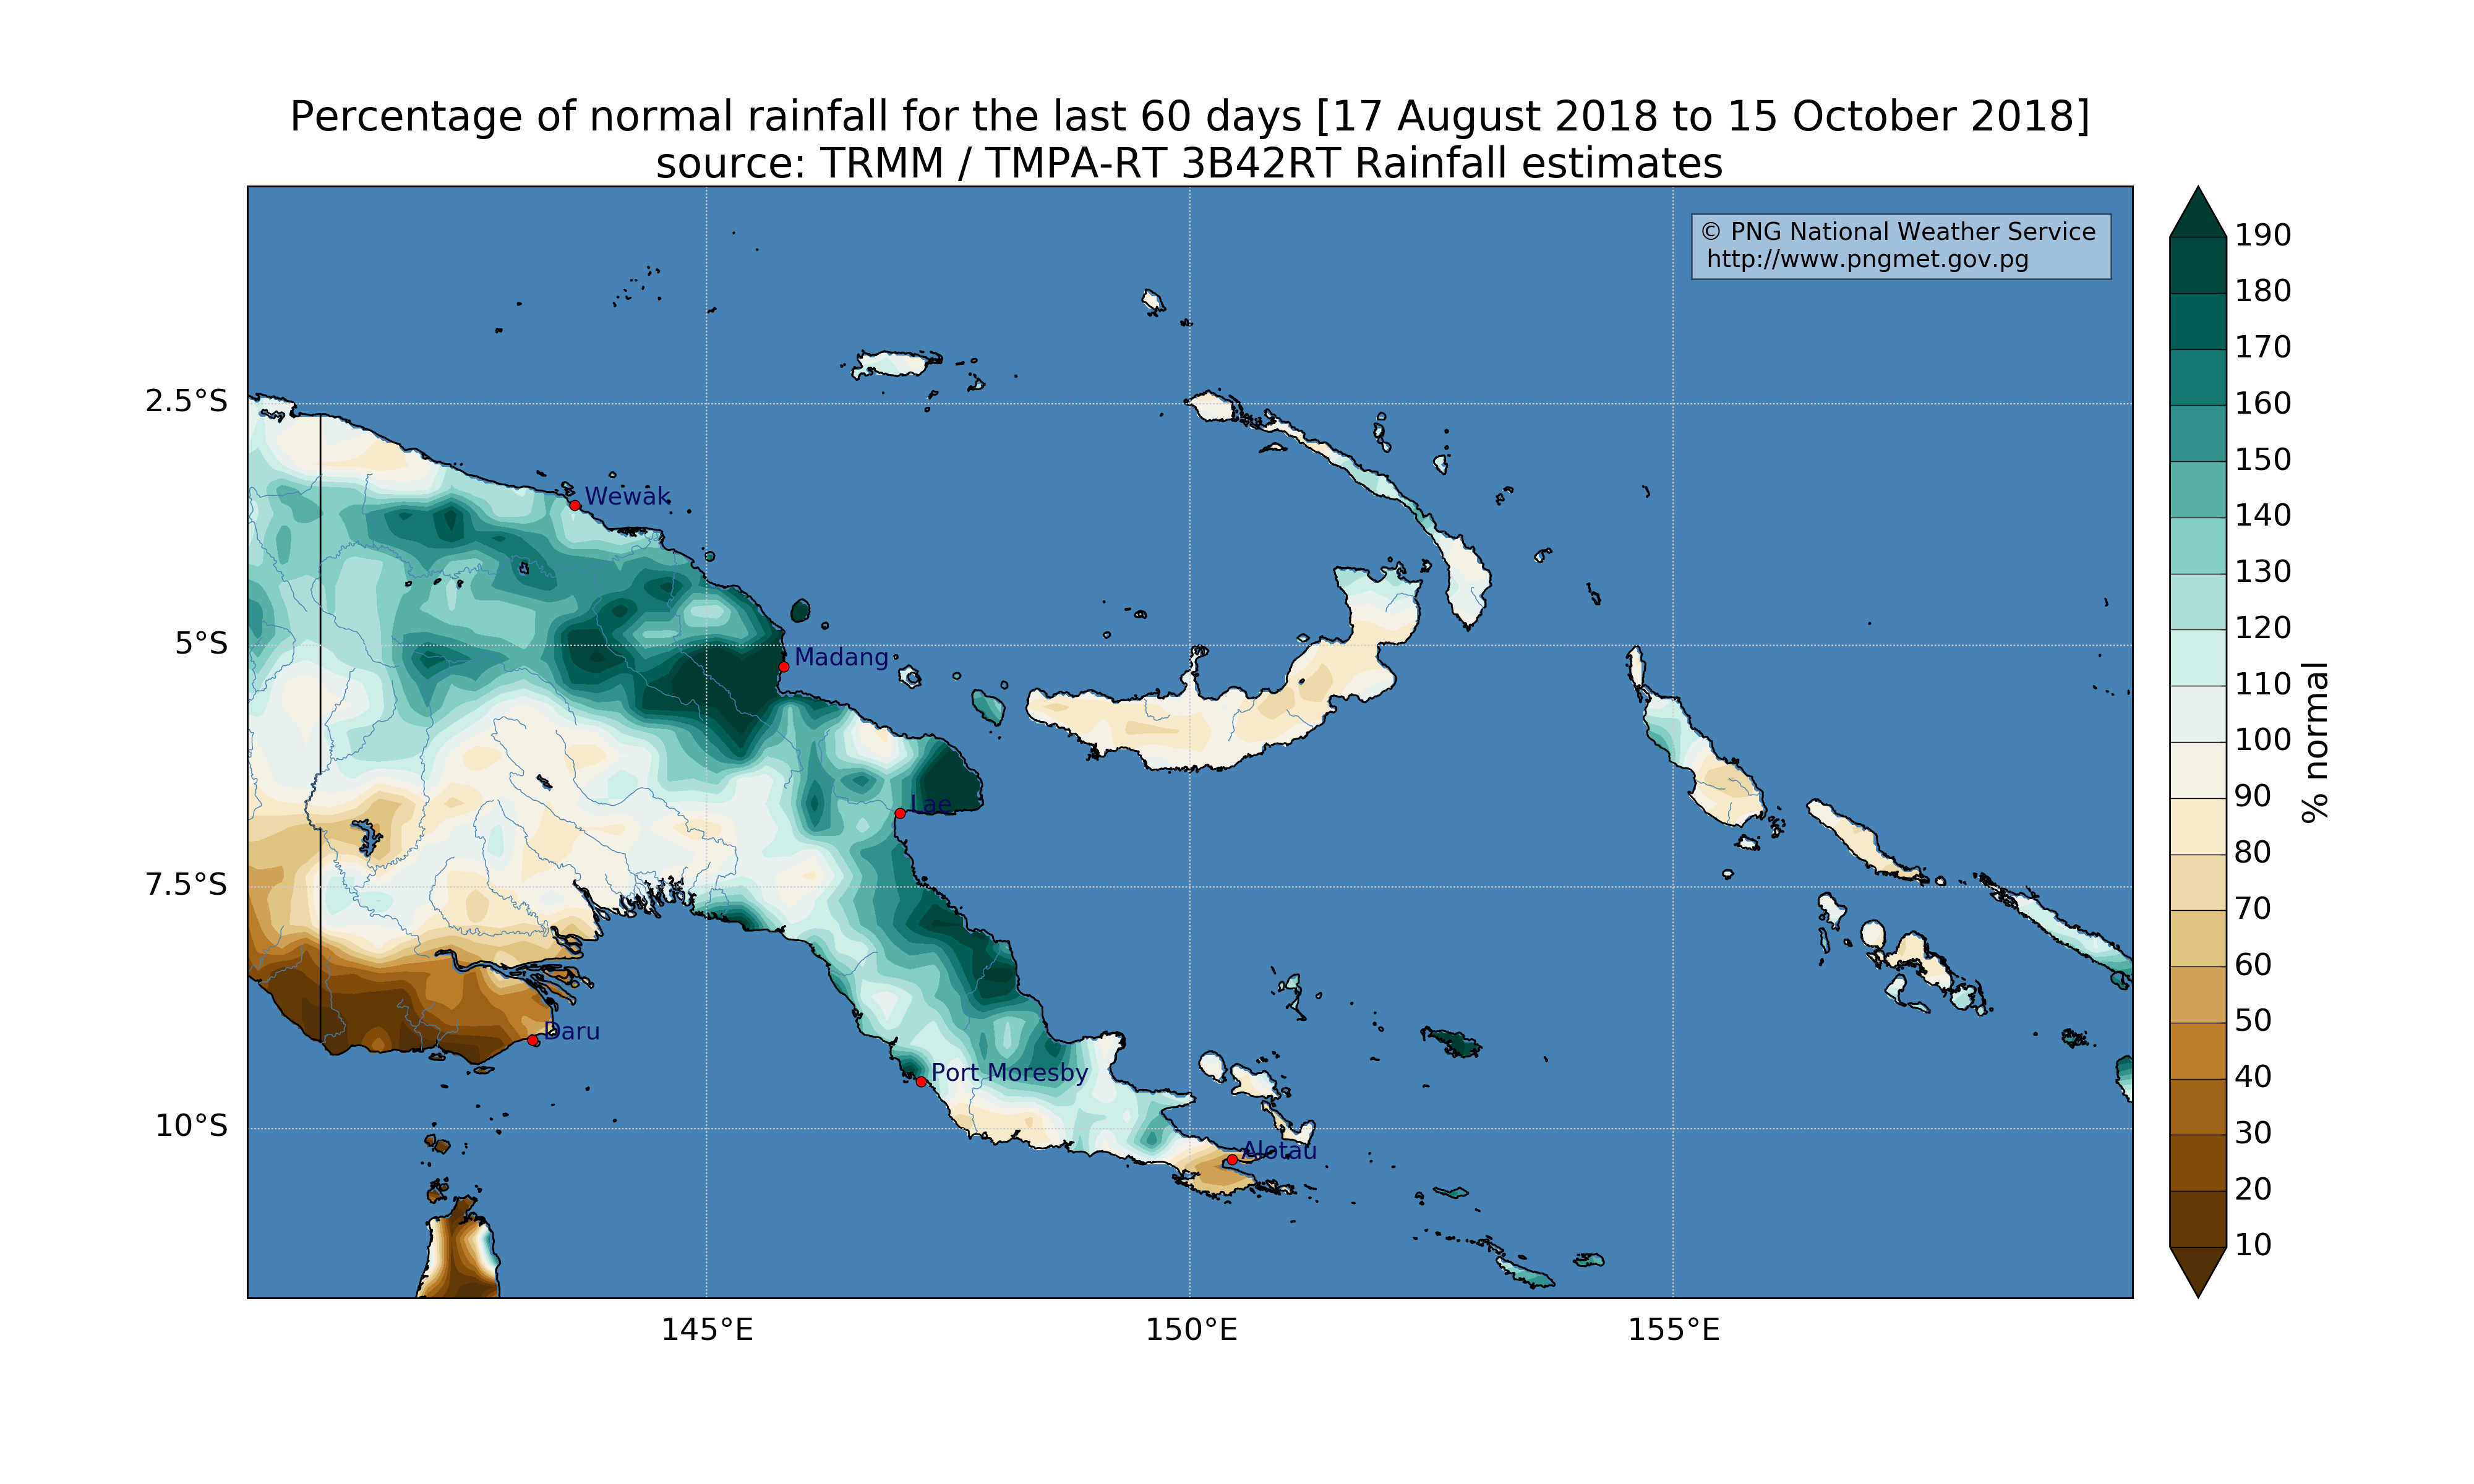 Percentage of normal rainfall for the last 60 days [17 August 2018 to 15 October 2018]
source: TRMM / TMPA-RT 3B42RT Rainfall estimates
© PNG National Weather Service
http://www.pngmet.gov.pg
2.5°S
5°S
7.5°S
10°S
Wewak
Madang
Lae
Daru
Port Moresby
Alotau
145°E
150°E
155°E
190
180
170
160
150
140
130
120
110
100
90
80
70
60
50
40
30
20
10
% normal